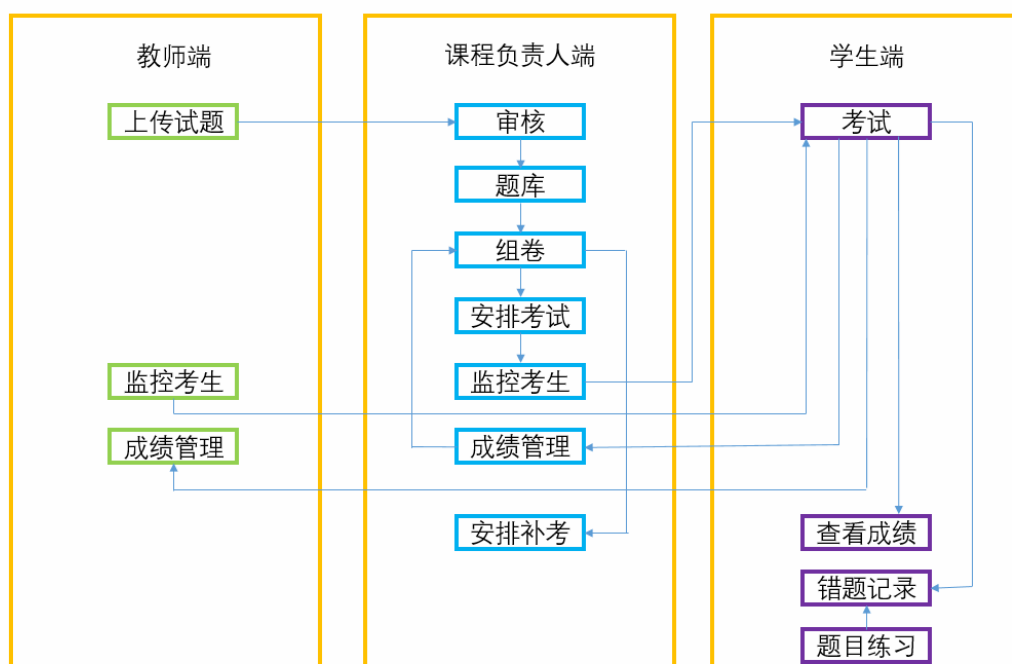 教师端
课程负责人端
学生端
上传试题
审核
考试
题库
组卷
安排考试
监控考生
监控考生
成绩管理
成绩管理
安排补考
查看成绩
错题记录
题目练习